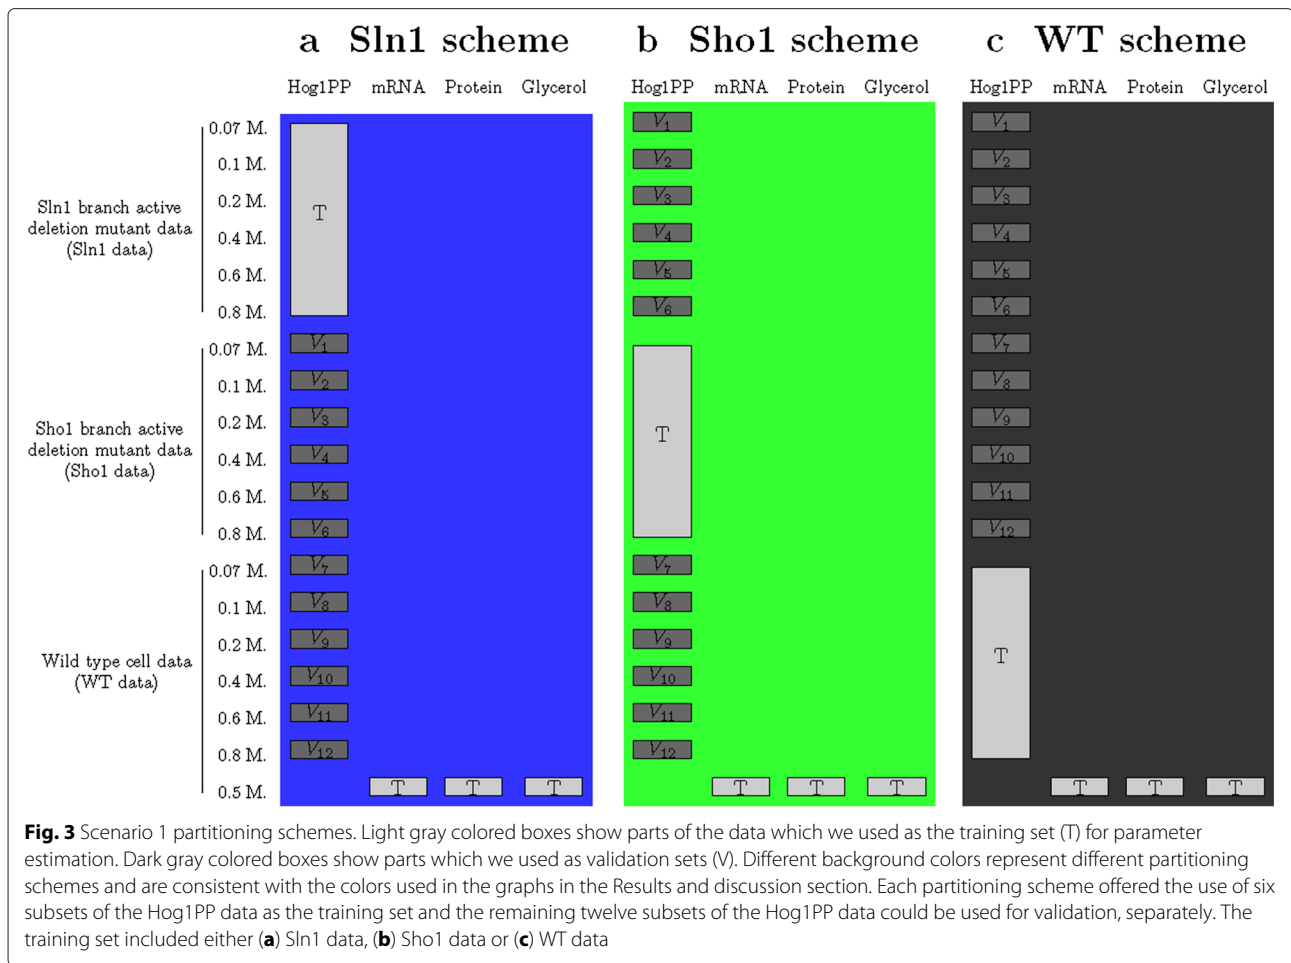 a Sln1 scheme b Sho1 scheme c WT scheme
Hog1PP mRNA Protein Glycerol Hog1PP mRNA Protein Glycerol Hog1PP mRNA Protein Glycerol
Sln1 branch active
deletion mutant data
(Sln1 data)
0.07 M.
0.1 M.
0.2 M.
0.4 M.
0.6 M.
0.8 M.
Sho1 branch active
deletion mutant data
(Sho1 data)
0.07 M.
0.1 M.
0.2 M.
0.4 M.
0.6 M.
0.8 M.
Wild type cell data
(WT data)
0.07 M.
0.1 M.
0.2 M.
0.4 M.
0.6 M.
0.8 M.
0.5 M.
T
V1
V2
V3
V4
V5
V6
V7
V8
V9
V10
V11
V12
T T T
V1
V2
V3
V4
V5
V6
T
V7
V8
V9
V10
V11
V12
T T T
V1
V2
V3
V4
V5
V6
V7
V8
V9
V10
V11
V12
T
T T T
Fig. 3 Scenario 1 partitioning schemes. Light gray colored boxes show parts of the data which we used as the training set (T) for parameter
estimation. Dark gray colored boxes show parts which we used as validation sets (V). Different background colors represent different partitioning
schemes and are consistent with the colors used in the graphs in the Results and discussion section. Each partitioning scheme offered the use of six
subsets of the Hog1PP data as the training set and the remaining twelve subsets of the Hog1PP data could be used for validation, separately. The
training set included either (a) Sln1 data, (b) Sho1 data or (c) WT data